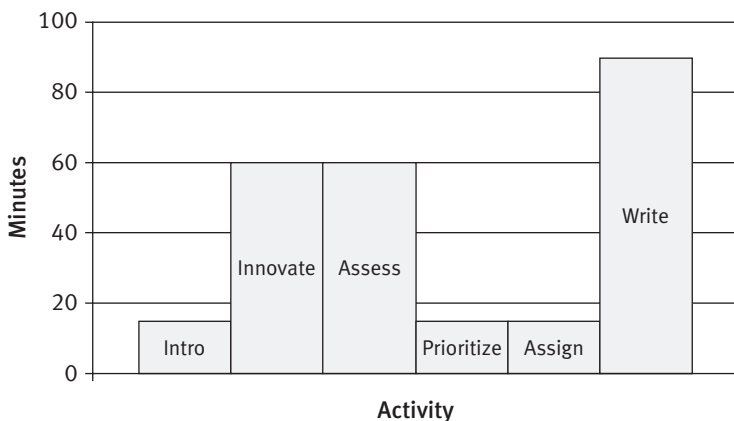 100
80
60
40
20
0
Minutes
Intro
Innovate
Assess
Prioritize
Assign
Write
Activity